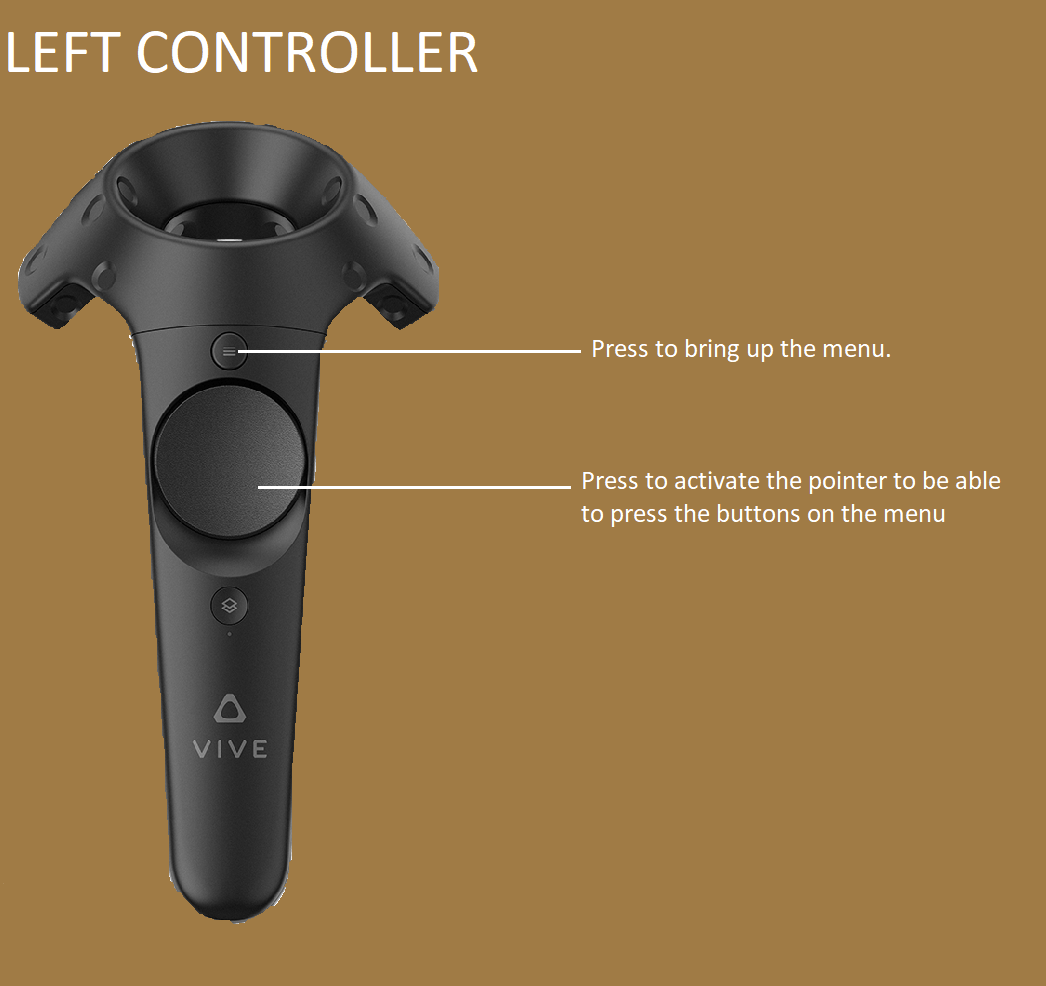 LEFT CONTROLLER
Press to bring up the menu.
Press to activate the pointer to be able
to press the buttons on the menu
VIVE